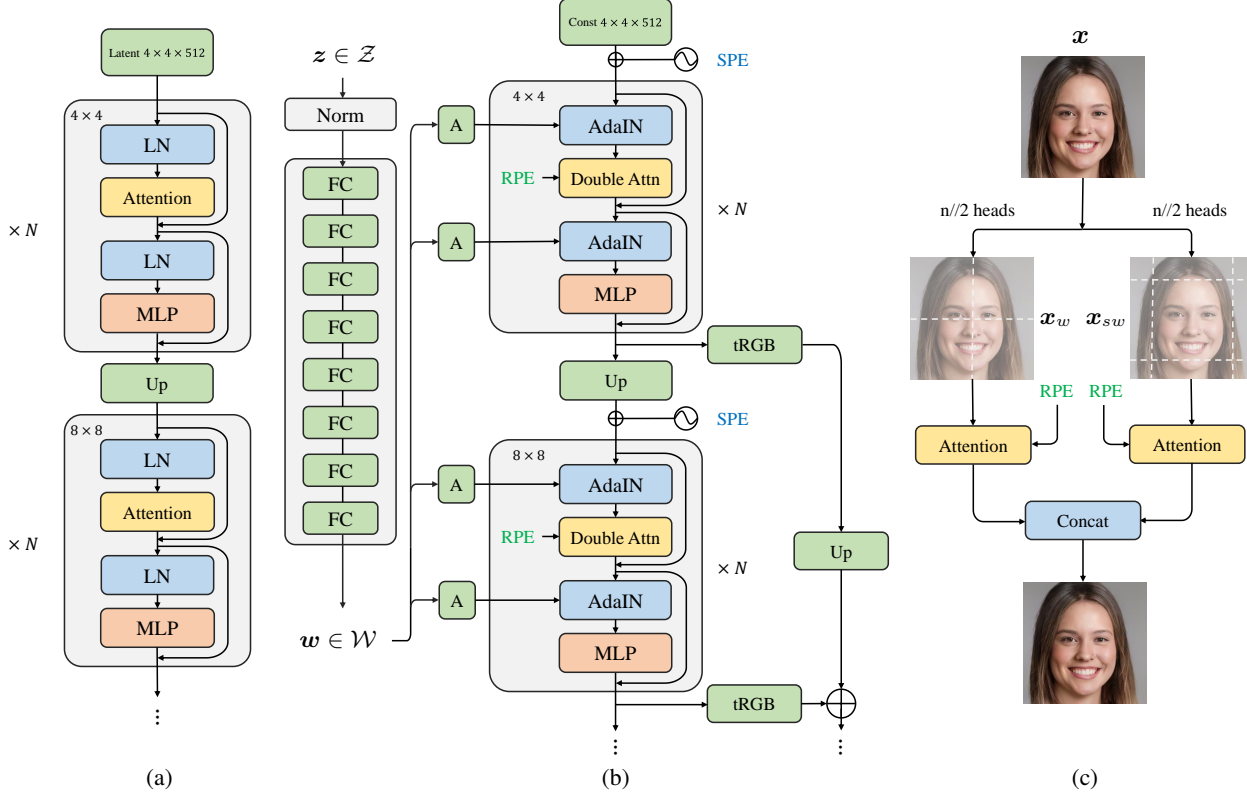 Latent 4 × 4 × 512
4 × 4
LN
Attention
× N
LN
MLP
Up
8 × 8
LN
Attention
× N
LN
MLP
⋮
(a)
z ∈ Z
Norm
FC
FC
FC
FC
FC
FC
FC
FC
w ∈ W
Const 4 × 4 × 512
SPE
4 × 4
A
AdaIN
RPE
Double Attn
× N
A
AdaIN
MLP
tRGB
Up
SPE
8 × 8
A
AdaIN
RPE
Double Attn
Up
× N
A
AdaIN
MLP
tRGB
⋮
⋮
(b)
x
n//2 heads
n//2 heads
x_w
x_sw
RPE
RPE
Attention
Attention
Concat
(c)